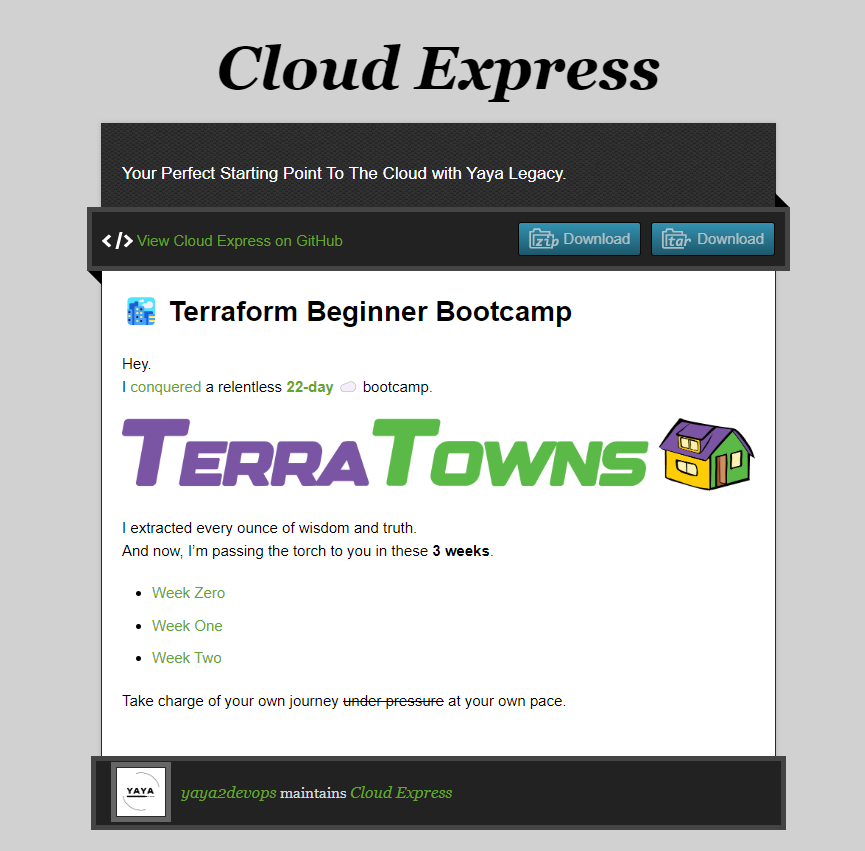 Cloud Express
Your Perfect Starting Point To The Cloud with Yaya Legacy.
</> View Cloud Express on GitHub
zip Download
tar Download
Terraform Beginner Bootcamp
Hey.
I conquered a relentless 22-day bootcamp.
TERRATOWNS
I extracted every ounce of wisdom and truth.
And now, I’m passing the torch to you in these 3 weeks.
Week Zero
Week One
Week Two
Take charge of your own journey under pressure at your own pace.
YAYA
yaya2devops maintains Cloud Express